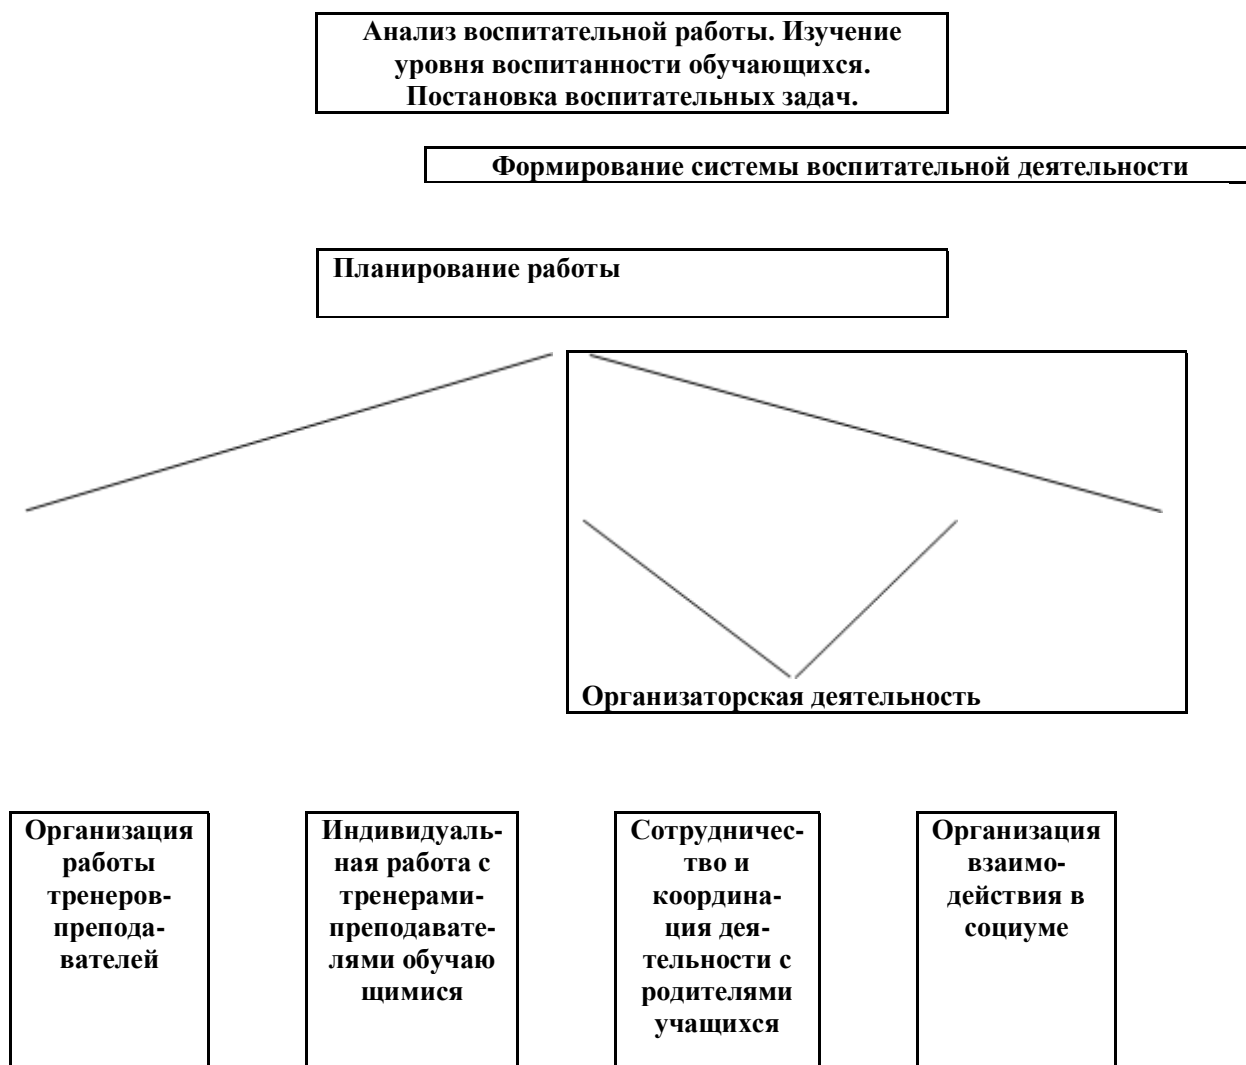 Анализ воспитательной работы. Изучение
уровня воспитанности обучающихся.
Постановка воспитательных задач.
Формирование системы воспитательной деятельности
Планирование работы
Организаторская деятельность
Организация
работы
тренеров-
препода-
вателей
Индивидуаль-
ная работа с
тренерами-
преподавате-
лями обучаю
щимися
Сотрудничес-
тво и
координа-
ция дея-
тельности с
родителями
учащихся
Организация
взаимо-
действия в
социуме